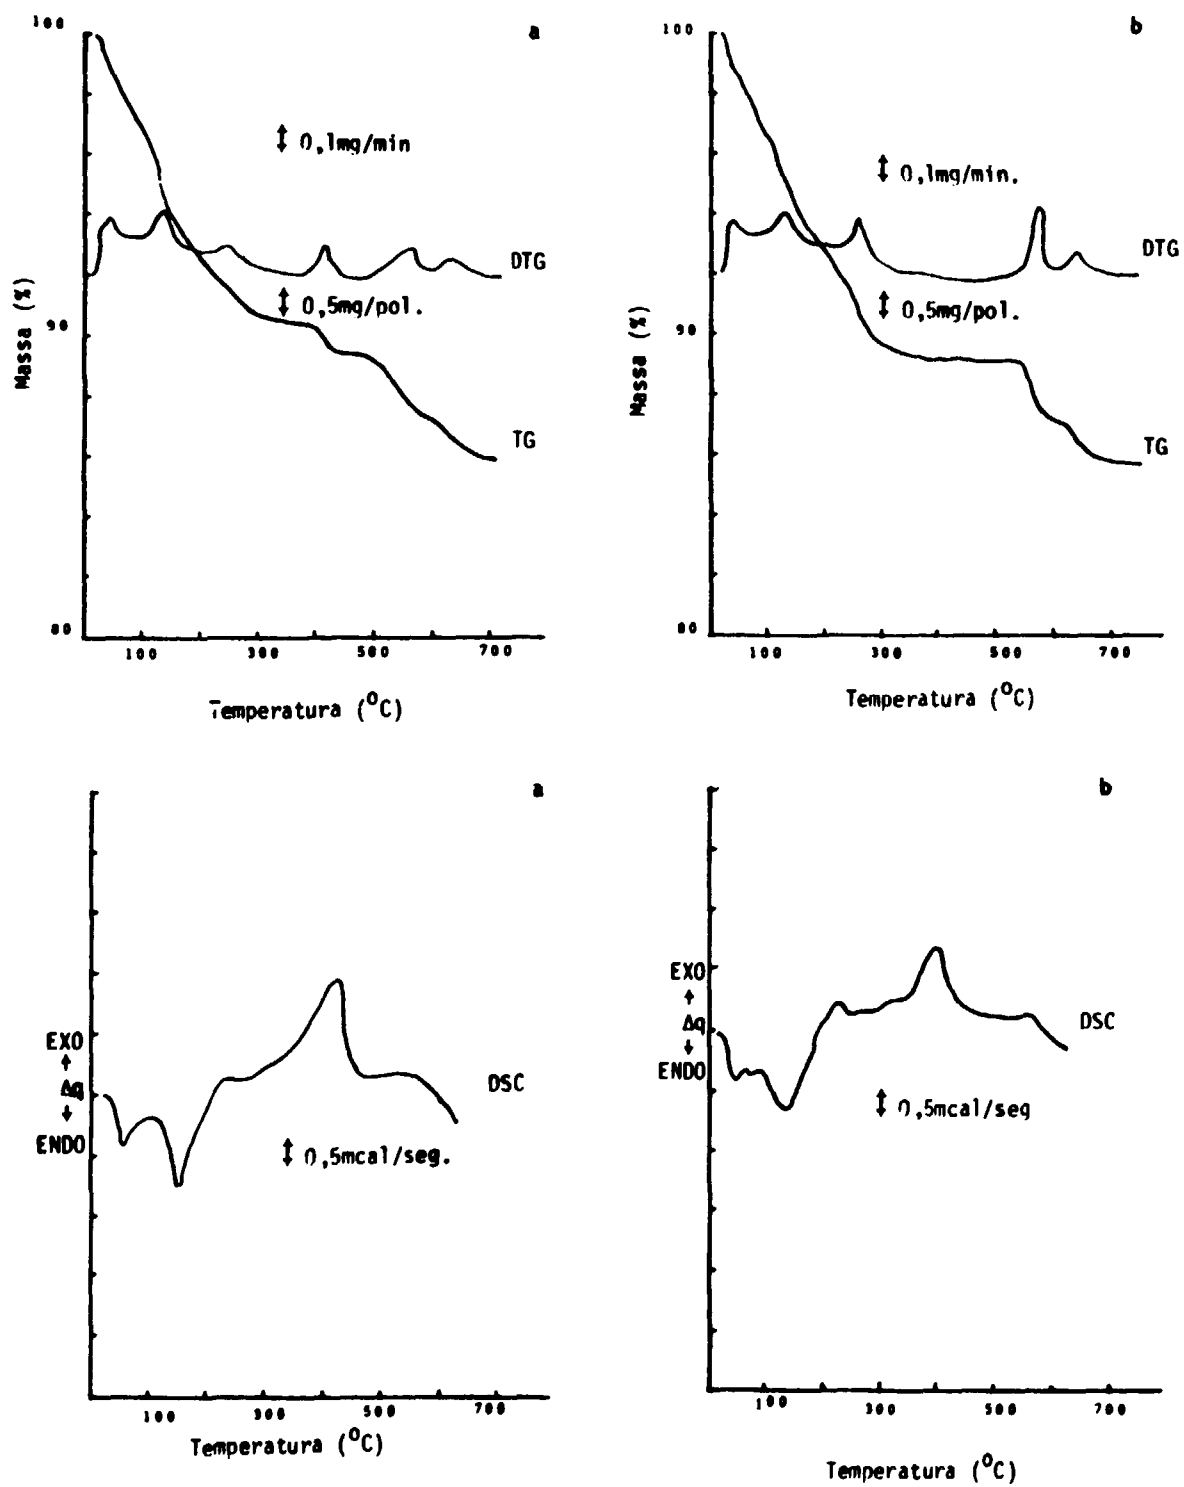 100
a
0,1mg/min
DTG
0,5mg/pol.
Massa (%)
90
TG
80
100 300 500 700
Temperatura (°C)
100
b
0,1mg/min.
DTG
0,5mg/pol.
Massa (%)
90
TG
80
100 300 500 700
Temperatura (°C)
a
EXO
Δq
ENDO
DSC
0,5mcal/seg.
100 300 500 700
Temperatura (°C)
b
EXO
Δq
ENDO
DSC
0,5mcal/seg
100 300 500 700
Temperatura (°C)